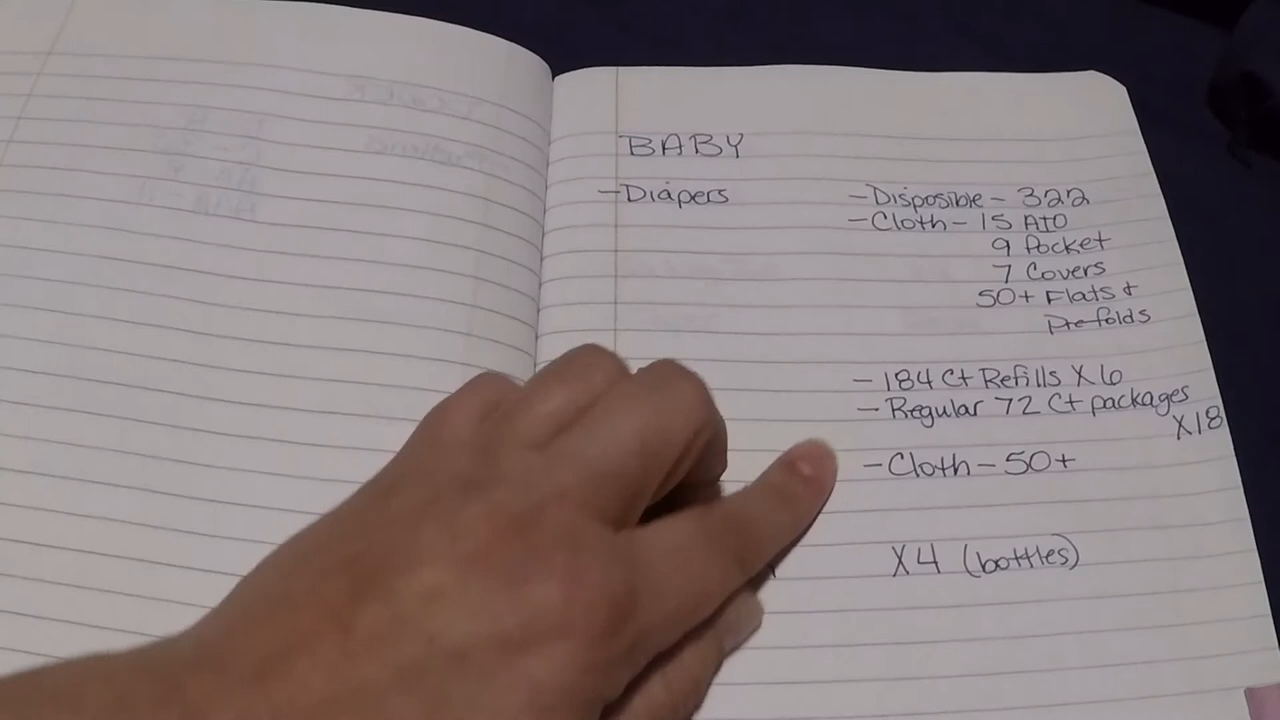 BABY
- Diapers
- Disposible - 322
- Cloth - 15 AIO
9 Pocket
7 Covers
50+ Flats &
Prefolds
- 184 Ct Refills X 6
- Regular 72 Ct packages
X18
- Cloth - 50+
X4 (bottles)